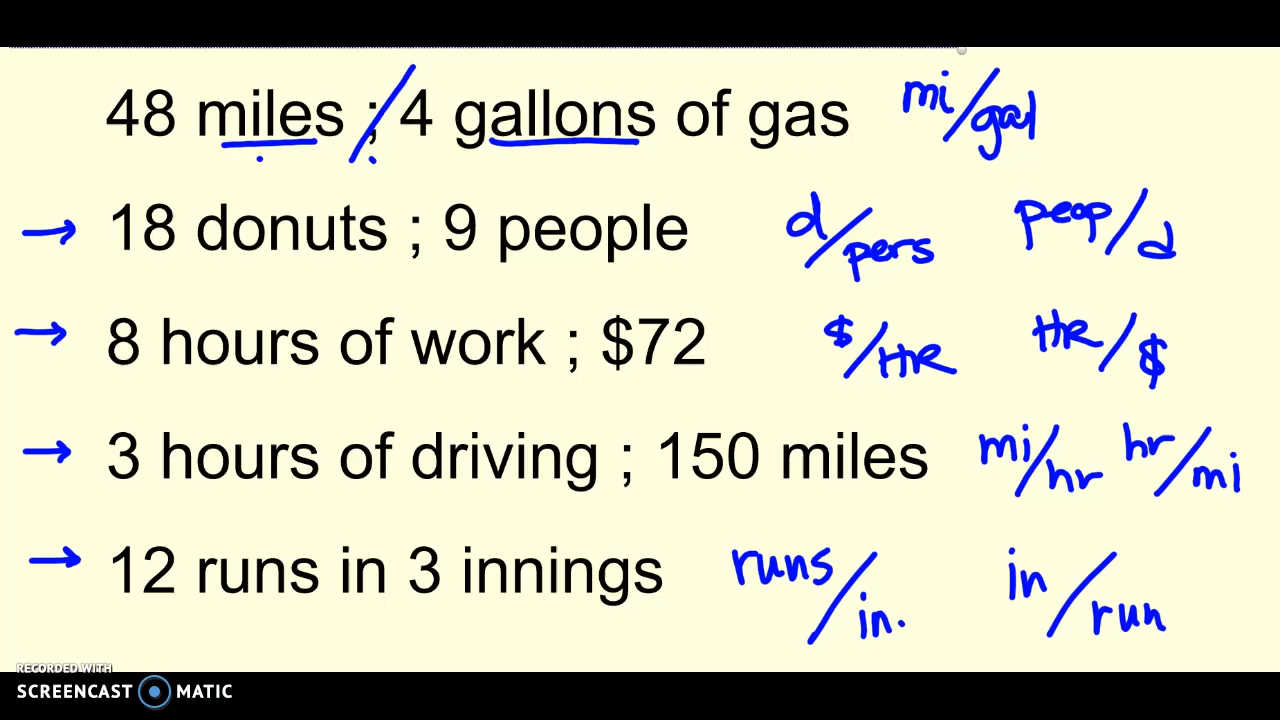 48 miles ; 4 gallons of gas mi/gal
18 donuts ; 9 people d/pers peop/d
8 hours of work ; $72 $/HR HR/$
3 hours of driving ; 150 miles mi/hr hr/mi
12 runs in 3 innings runs/in. in/run
RECORDED WITH
SCREENCAST MATIC